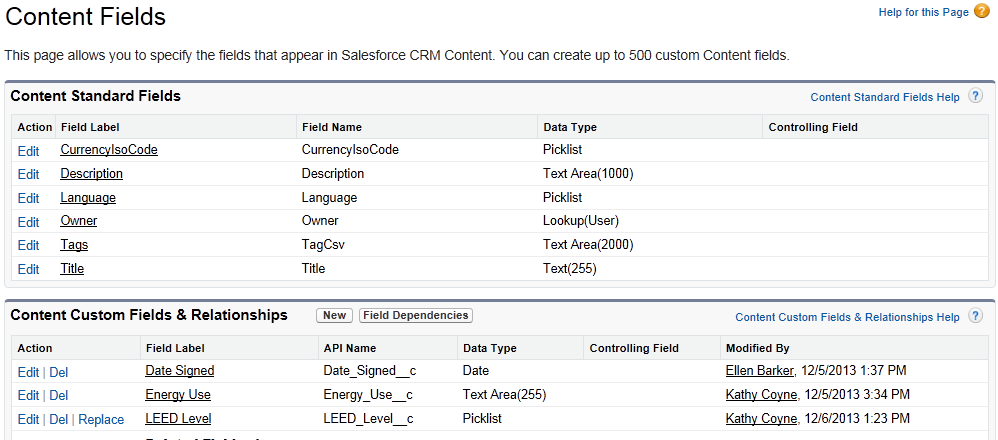 Content Fields
Help for this Page ?
This page allows you to specify the fields that appear in Salesforce CRM Content. You can create up to 500 custom Content fields.
Content Standard Fields
Content Standard Fields Help ?
Action Field Label Field Name Data Type Controlling Field
Edit CurrencyIsoCode CurrencyIsoCode Picklist
Edit Description Description Text Area(1000)
Edit Language Language Picklist
Edit Owner Owner Lookup(User)
Edit Tags TagCsv Text Area(2000)
Edit Title Title Text(255)
Content Custom Fields & Relationships New Field Dependencies
Content Custom Fields & Relationships Help ?
Action Field Label API Name Data Type Controlling Field Modified By
Edit | Del Date Signed Date_Signed__c Date Ellen Barker, 12/5/2013 1:37 PM
Edit | Del Energy Use Energy_Use__c Text Area(255) Kathy Coyne, 12/5/2013 3:34 PM
Edit | Del | Replace LEED Level LEED_Level__c Picklist Kathy Coyne, 12/6/2013 1:23 PM